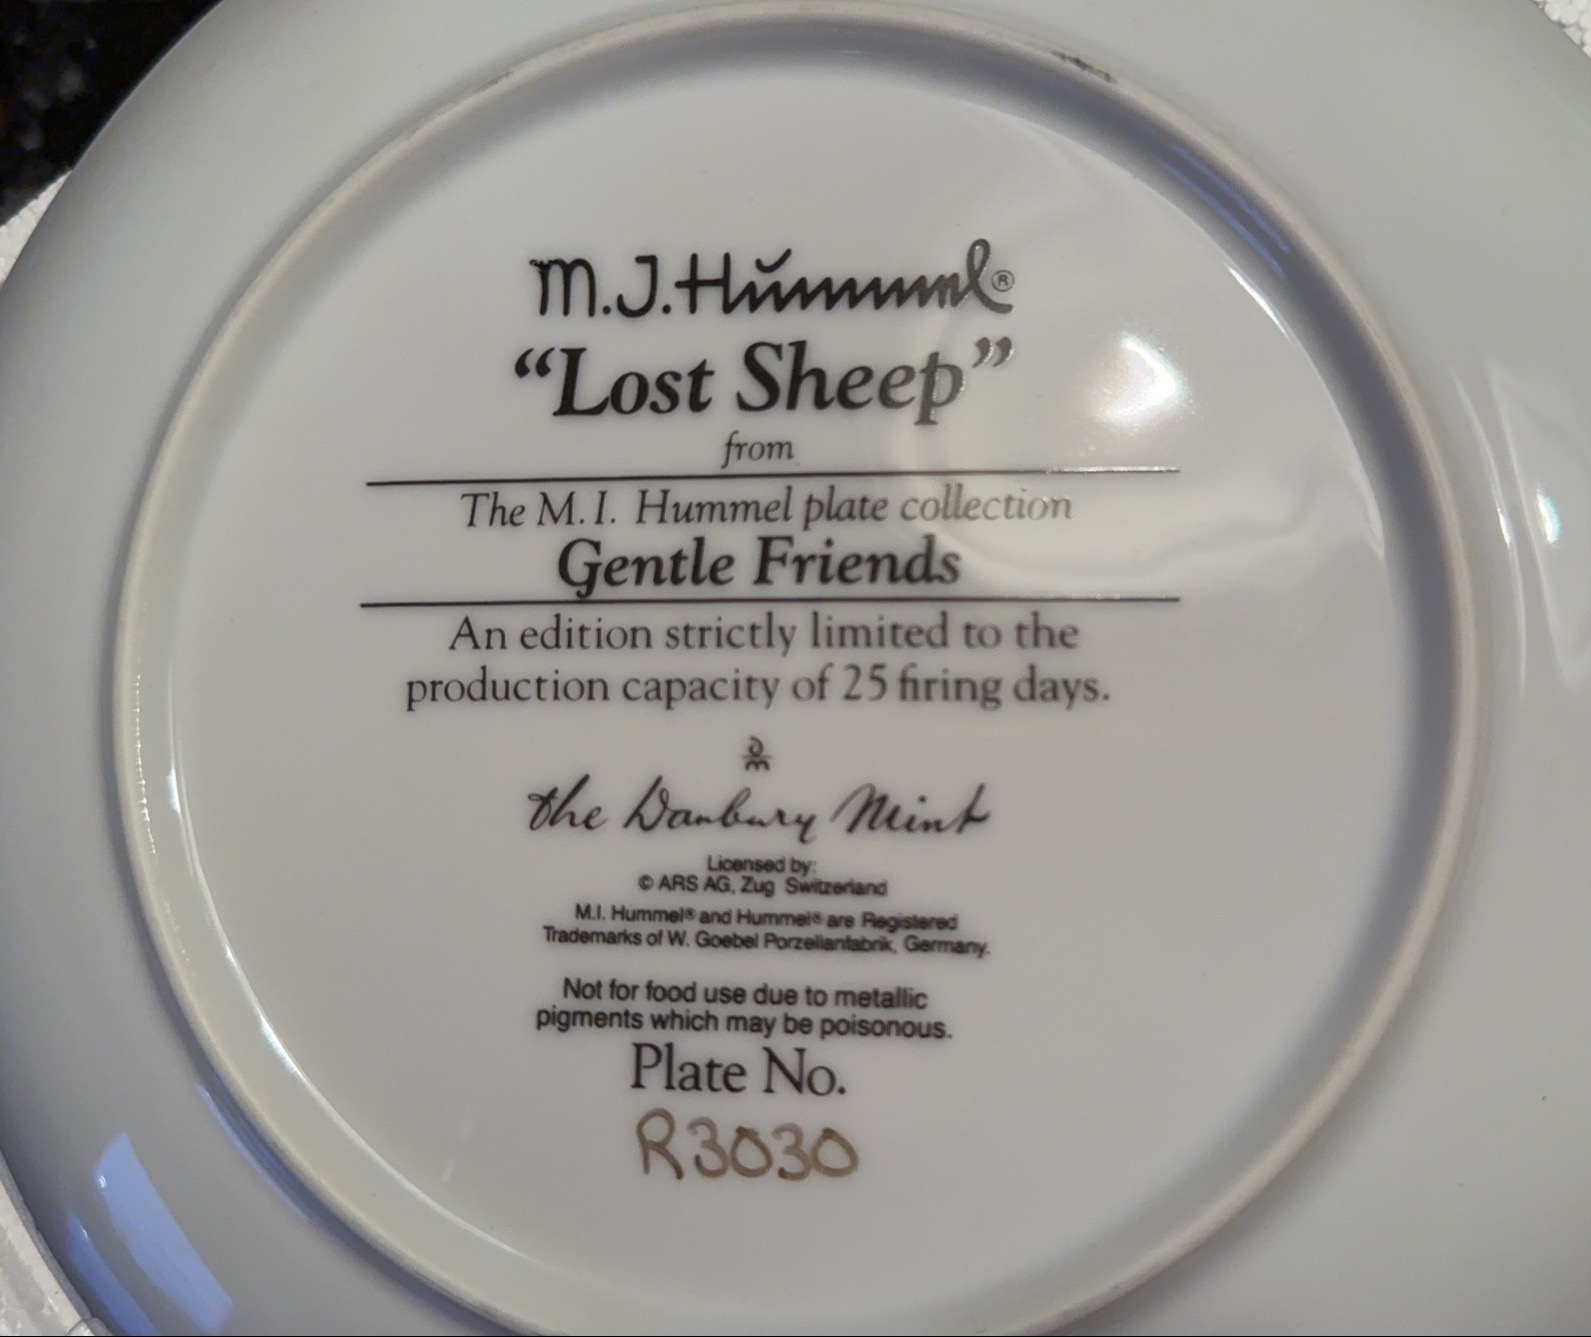 M.J. Hummel®
“Lost Sheep”
from
The M. I. Hummel plate collection
Gentle Friends
An edition strictly limited to the
production capacity of 25 firing days.
dm
the Danbury Mint
Licensed by:
© ARS AG, Zug Switzerland
M.I. Hummel® and Hummel® are Registered
Trademarks of W. Goebel Porzellanfabrik, Germany.
Not for food use due to metallic
pigments which may be poisonous.
Plate No.
R3030